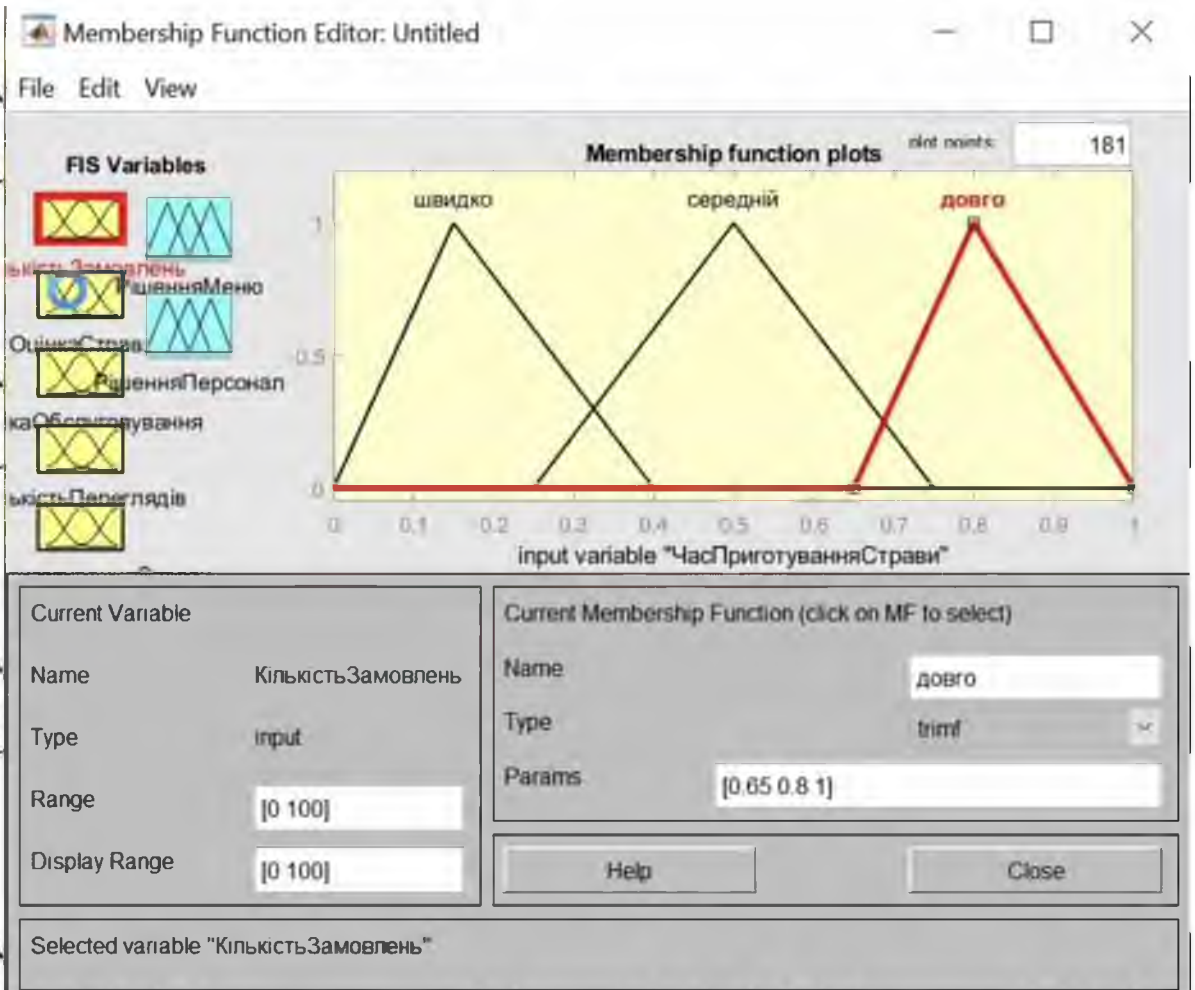 Membership Function Editor: Untitled
File Edit View
FIS Variables
Membership function plots
plot points:
181
швидко
середній
довго
РішенняМеню
РішенняПерсонал
1
0.5
0
0 0.1 0.2 0.3 0.4 0.5 0.6 0.7 0.8 0.9 1
input variable "ЧасПриготуванняСтрави"
Current Variable
Name КількістьЗамовлень
Type input
Range [0 100]
Display Range [0 100]
Current Membership Function (click on MF to select)
Name довго
Type trimf
Params [0.65 0.8 1]
Help Close
Selected variable "КількістьЗамовлень"